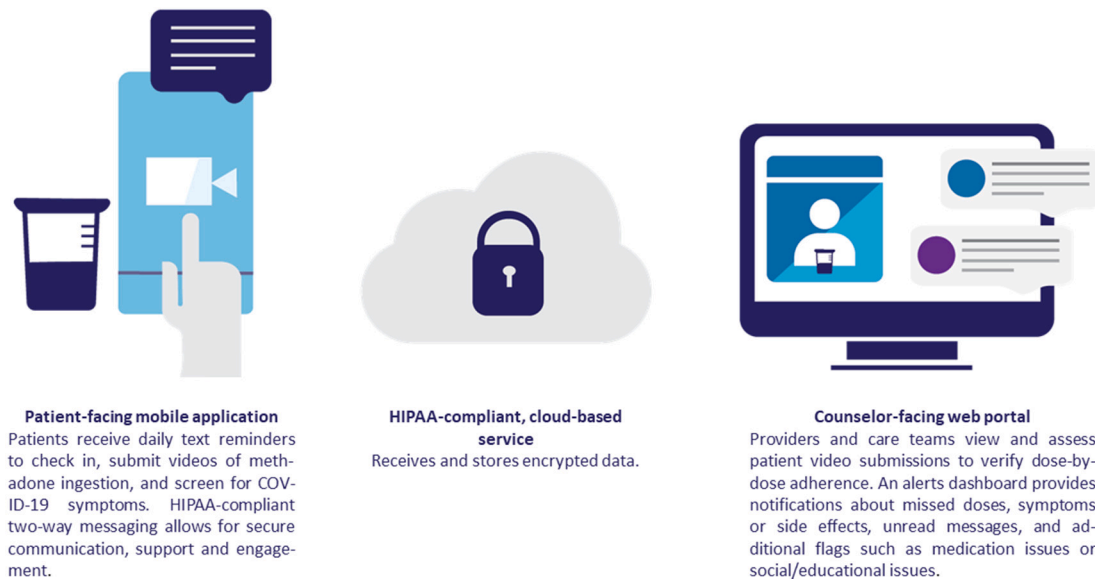 Patient-facing mobile application
Patients receive daily text reminders
to check in, submit videos of meth-
adone ingestion, and screen for COV-
ID-19 symptoms. HIPAA-compliant
two-way messaging allows for secure
communication, support and engage-
ment.
HIPAA-compliant, cloud-based
service
Receives and stores encrypted data.
Counselor-facing web portal
Providers and care teams view and assess
patient video submissions to verify dose-by-
dose adherence. An alerts dashboard provides
notifications about missed doses, symptoms
or side effects, unread messages, and ad-
ditional flags such as medication issues or
social/educational issues.